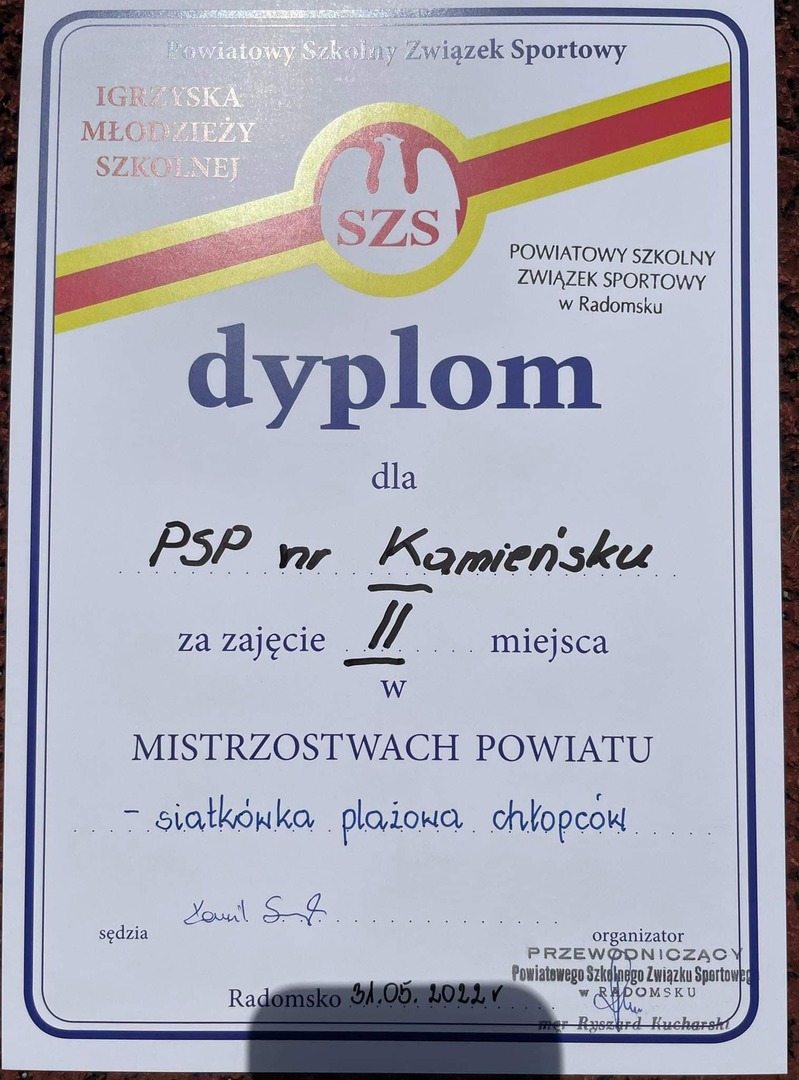 Powiatowy Szkolny Związek Sportowy
IGRZYSKA
MŁODZIEŻY
SZKOLNEJ
SZS
POWIATOWY SZKOLNY
ZWIĄZEK SPORTOWY
w Radomsku
dyplom
dla
PSP nr Kamieńsku
za zajęcie II miejsca
w
MISTRZOSTWACH POWIATU
- siatkówka plażowa chłopców
sędzia
organizator
PRZEWODNICZĄCY
Powiatowego Szkolnego Związku Sportoweg
w RADOMSKU
mgr Ryszard Kucharski
Radomsko 31.05.2022r